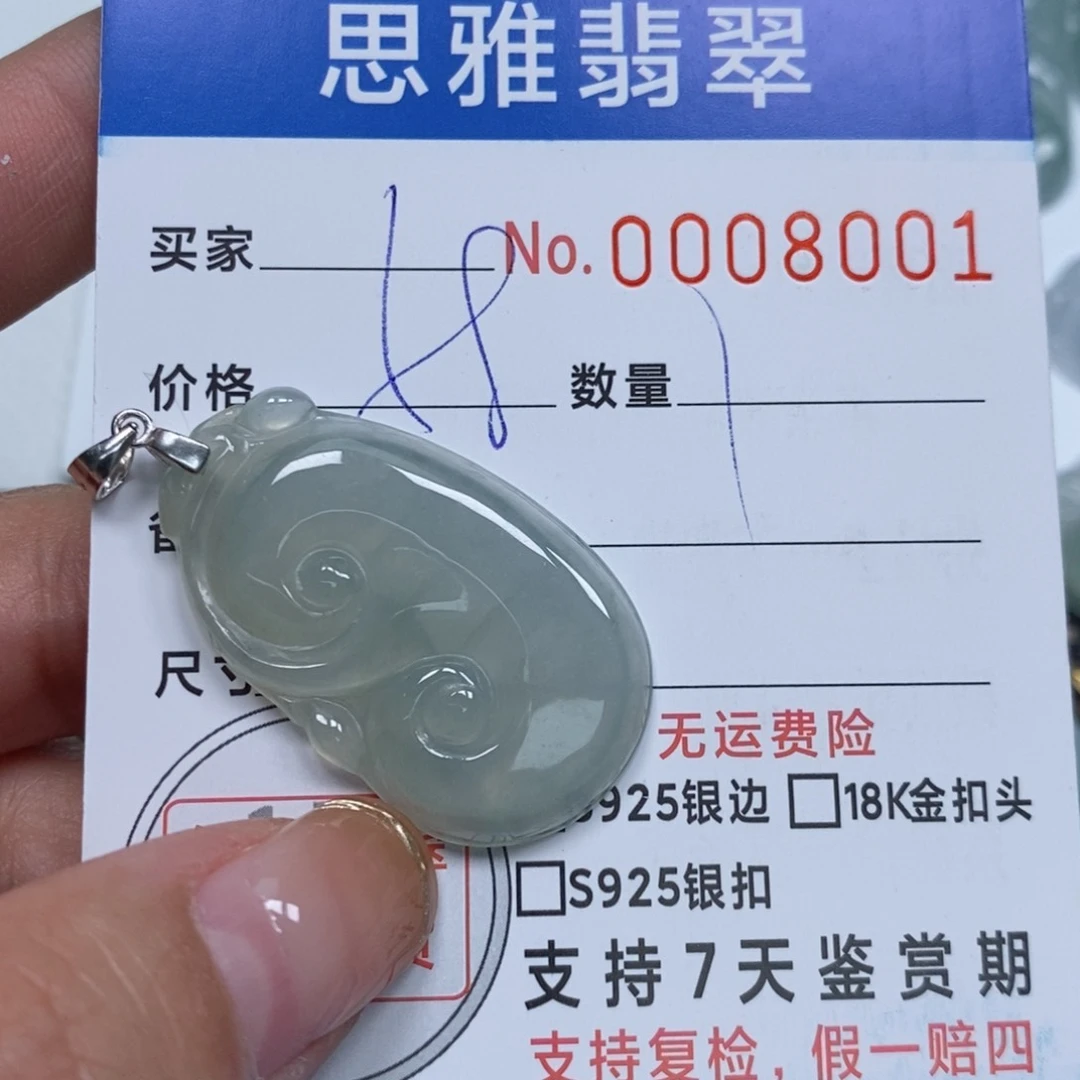 思雅翡翠
买家 No.0008001
价格 数量
尺寸
无运费险
S925银边 □18K金扣头
□S925银扣
支持7天鉴赏期
支持复检，假一赔四